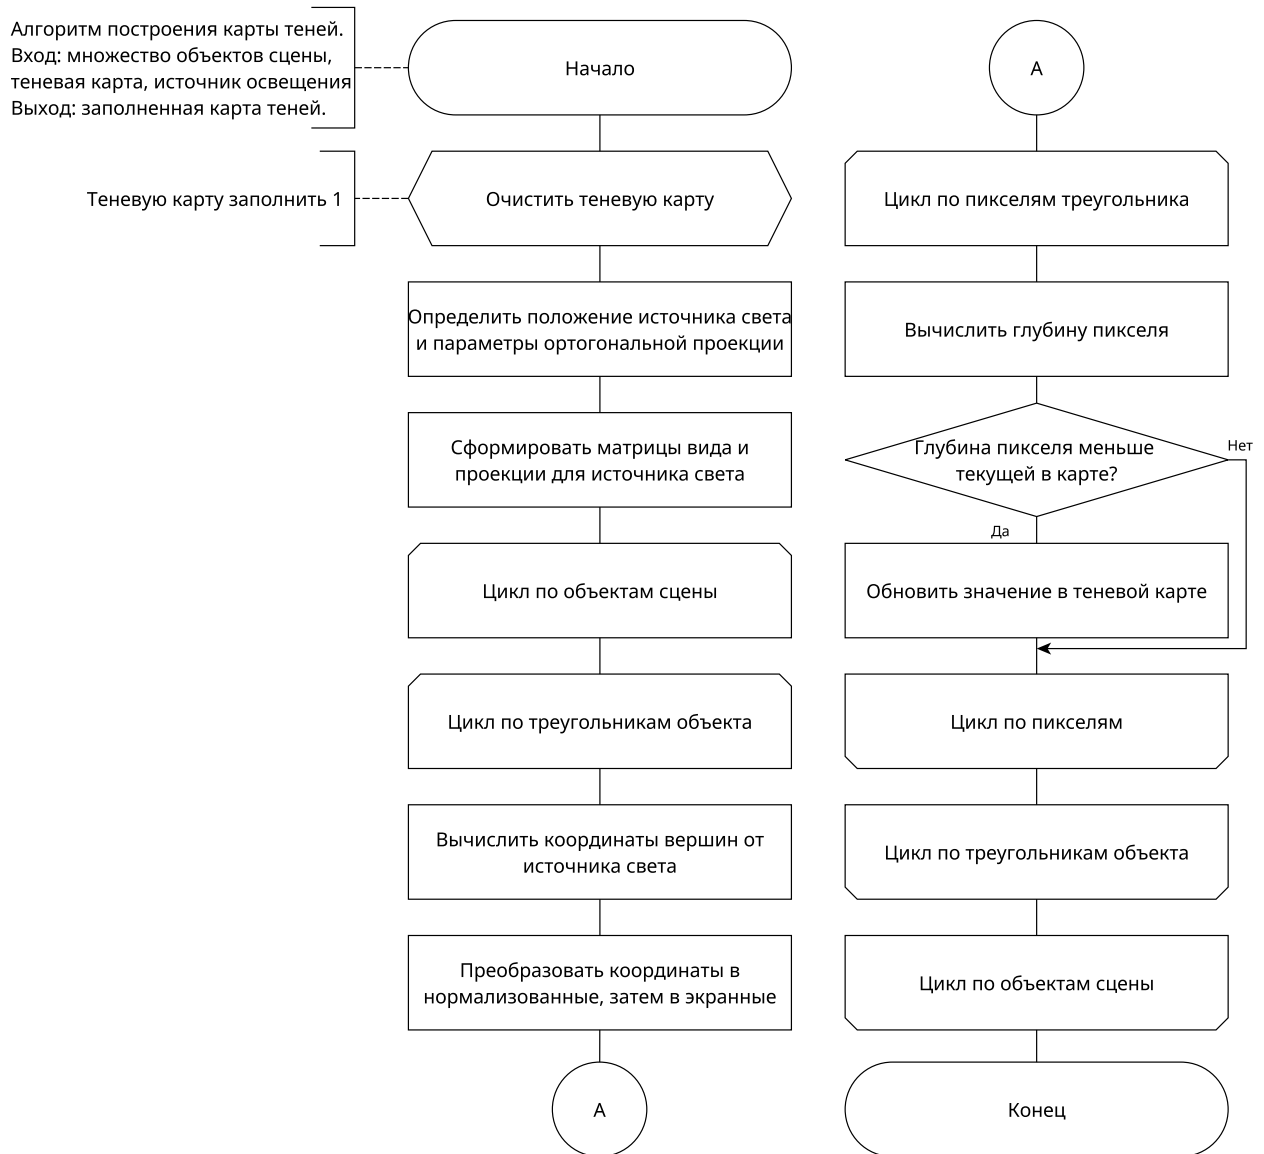 Алгоритм построения карты теней.
Вход: множество объектов сцены,
теневая карта, источник освещения
Выход: заполненная карта теней.
Начало
Теневую карту заполнить 1
Очистить теневую карту
Определить положение источника света
и параметры ортогональной проекции
Сформировать матрицы вида и
проекции для источника света
Цикл по объектам сцены
Цикл по треугольникам объекта
Вычислить координаты вершин от
источника света
Преобразовать координаты в
нормализованные, затем в экранные
А
А
Цикл по пикселям треугольника
Вычислить глубину пикселя
Глубина пикселя меньше
текущей в карте?
Нет
Да
Обновить значение в теневой карте
Цикл по пикселям
Цикл по треугольникам объекта
Цикл по объектам сцены
Конец